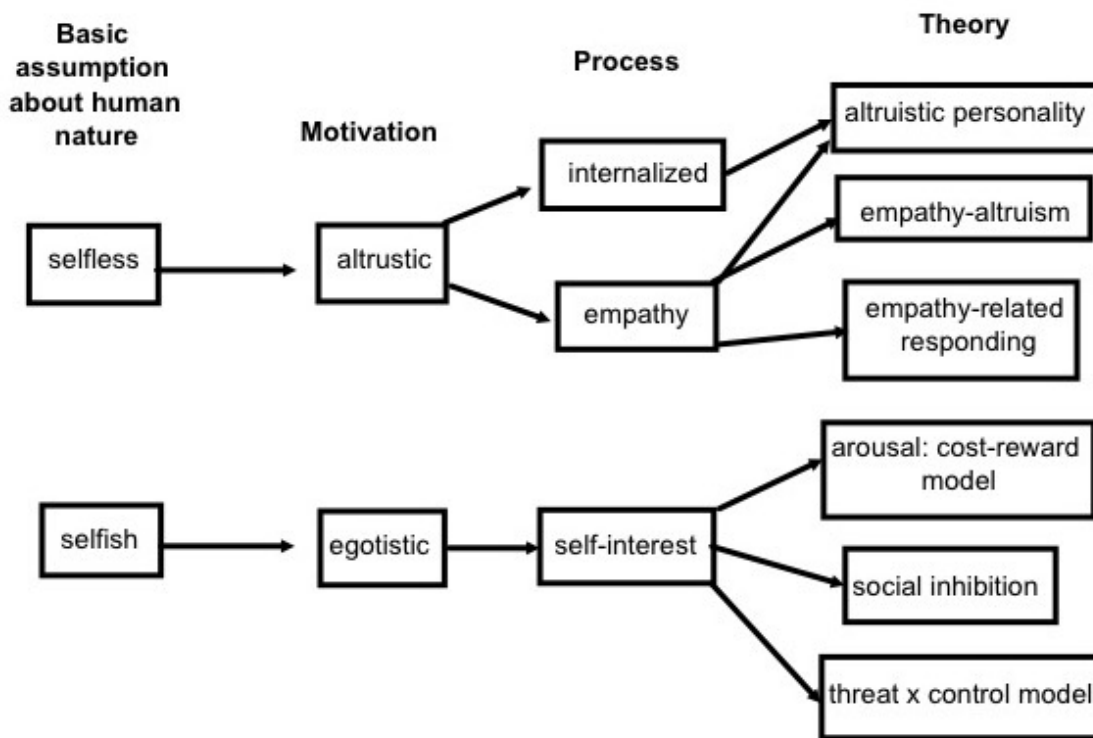 Basic
assumption
about human
nature
Motivation
Process
Theory
selfless
altrustic
internalized
empathy
altruistic personality
empathy-altruism
empathy-related
responding
selfish
egotistic
self-interest
arousal: cost-reward
model
social inhibition
threat x control model